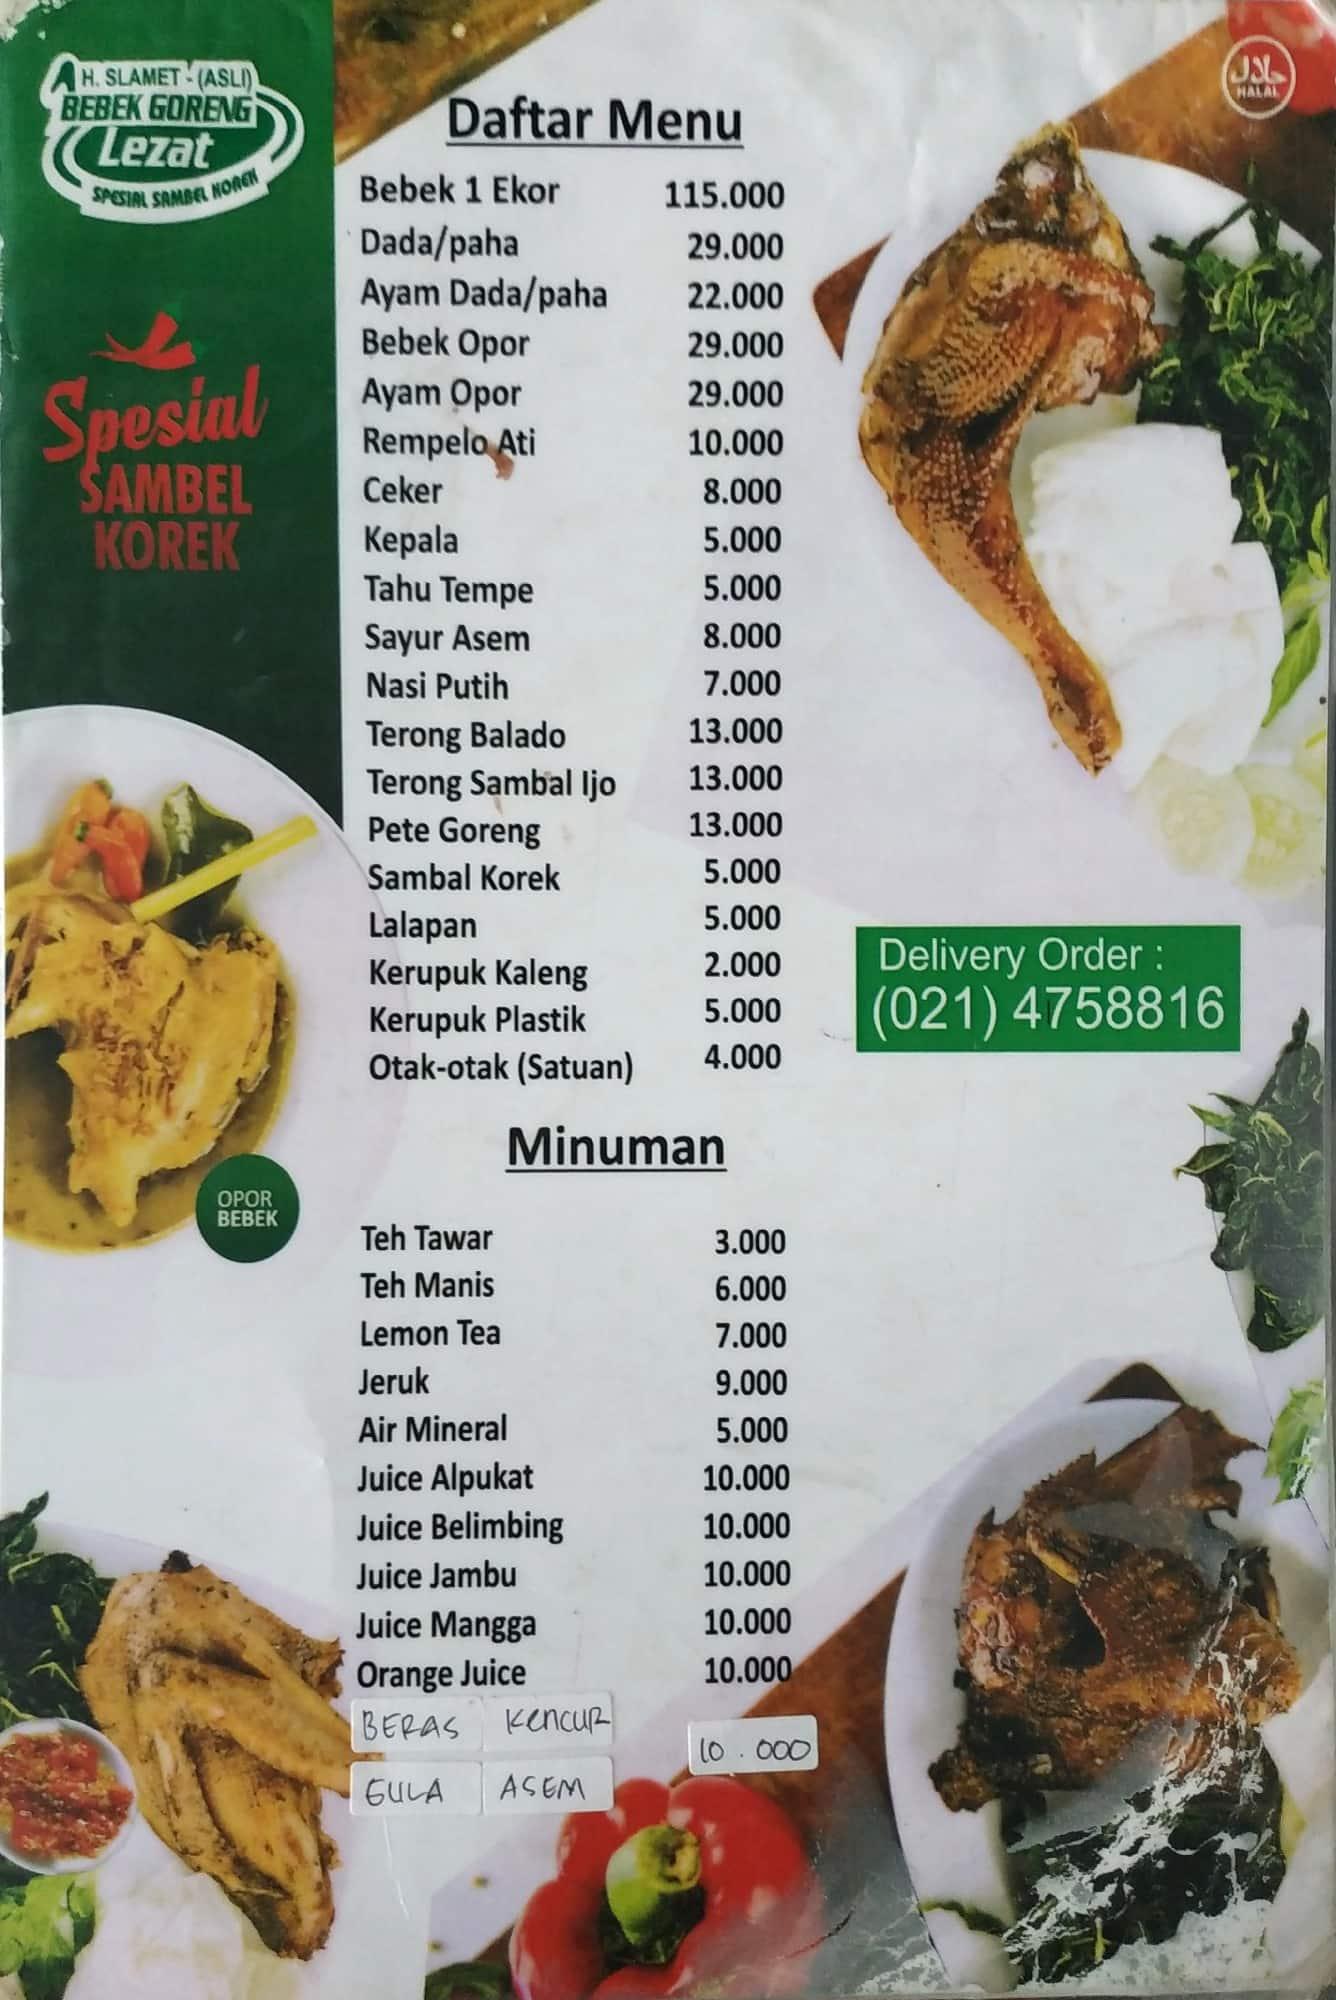 H. SLAMET - (ASLI)
BEBEK GORENG
Lezat
SPESIAL SAMBEL KOREK
Spesial
SAMBEL
KOREK
حلال
HALAL
Daftar Menu
Bebek 1 Ekor 115.000
Dada/paha 29.000
Ayam Dada/paha 22.000
Bebek Opor 29.000
Ayam Opor 29.000
Rempelo Ati 10.000
Ceker 8.000
Kepala 5.000
Tahu Tempe 5.000
Sayur Asem 8.000
Nasi Putih 7.000
Terong Balado 13.000
Terong Sambal Ijo 13.000
Pete Goreng 13.000
Sambal Korek 5.000
Lalapan 5.000
Kerupuk Kaleng 2.000
Kerupuk Plastik 5.000
Otak-otak (Satuan) 4.000
Delivery Order :
(021) 4758816
OPOR
BEBEK
Minuman
Teh Tawar 3.000
Teh Manis 6.000
Lemon Tea 7.000
Jeruk 9.000
Air Mineral 5.000
Juice Alpukat 10.000
Juice Belimbing 10.000
Juice Jambu 10.000
Juice Mangga 10.000
Orange Juice 10.000
BERAS KENCUR
10.000
GULA ASEM